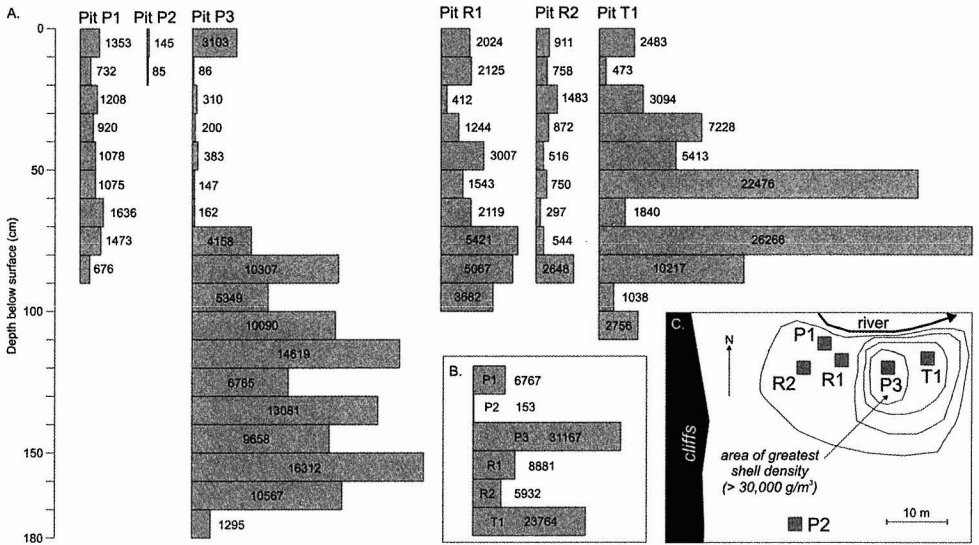 A.
Pit P1
Pit P2
Pit P3
Pit R1
Pit R2
Pit T1
Depth below surface (cm)
0
50
100
150
180
1353
732
1208
920
1078
1075
1636
1473
676
145
85
3103
86
310
200
383
147
162
4158
10307
5349
10090
14619
6765
13081
9658
16312
10567
1295
2024
2125
412
1244
3007
1543
2119
5421
5067
3682
911
758
1483
872
516
750
297
544
2648
2483
473
3094
7228
5413
22476
1840
26266
10217
1038
2756
B.
P1 6767
P2 153
P3 31167
R1 8881
R2 5932
T1 23764
C.
river
N
P1
R2
R1
P3
T1
cliffs
area of greatest
shell density
(> 30,000 g/m³)
P2
10 m